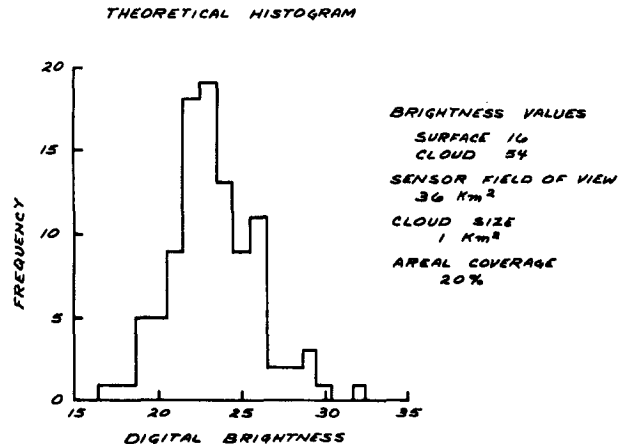 THEORETICAL HISTOGRAM
20
15
10
5
0
FREQUENCY
15 20 25 30 35
DIGITAL BRIGHTNESS
BRIGHTNESS VALUES
SURFACE 16
CLOUD 54
SENSOR FIELD OF VIEW
36 Km²
CLOUD SIZE
1 Km²
AREAL COVERAGE
20%